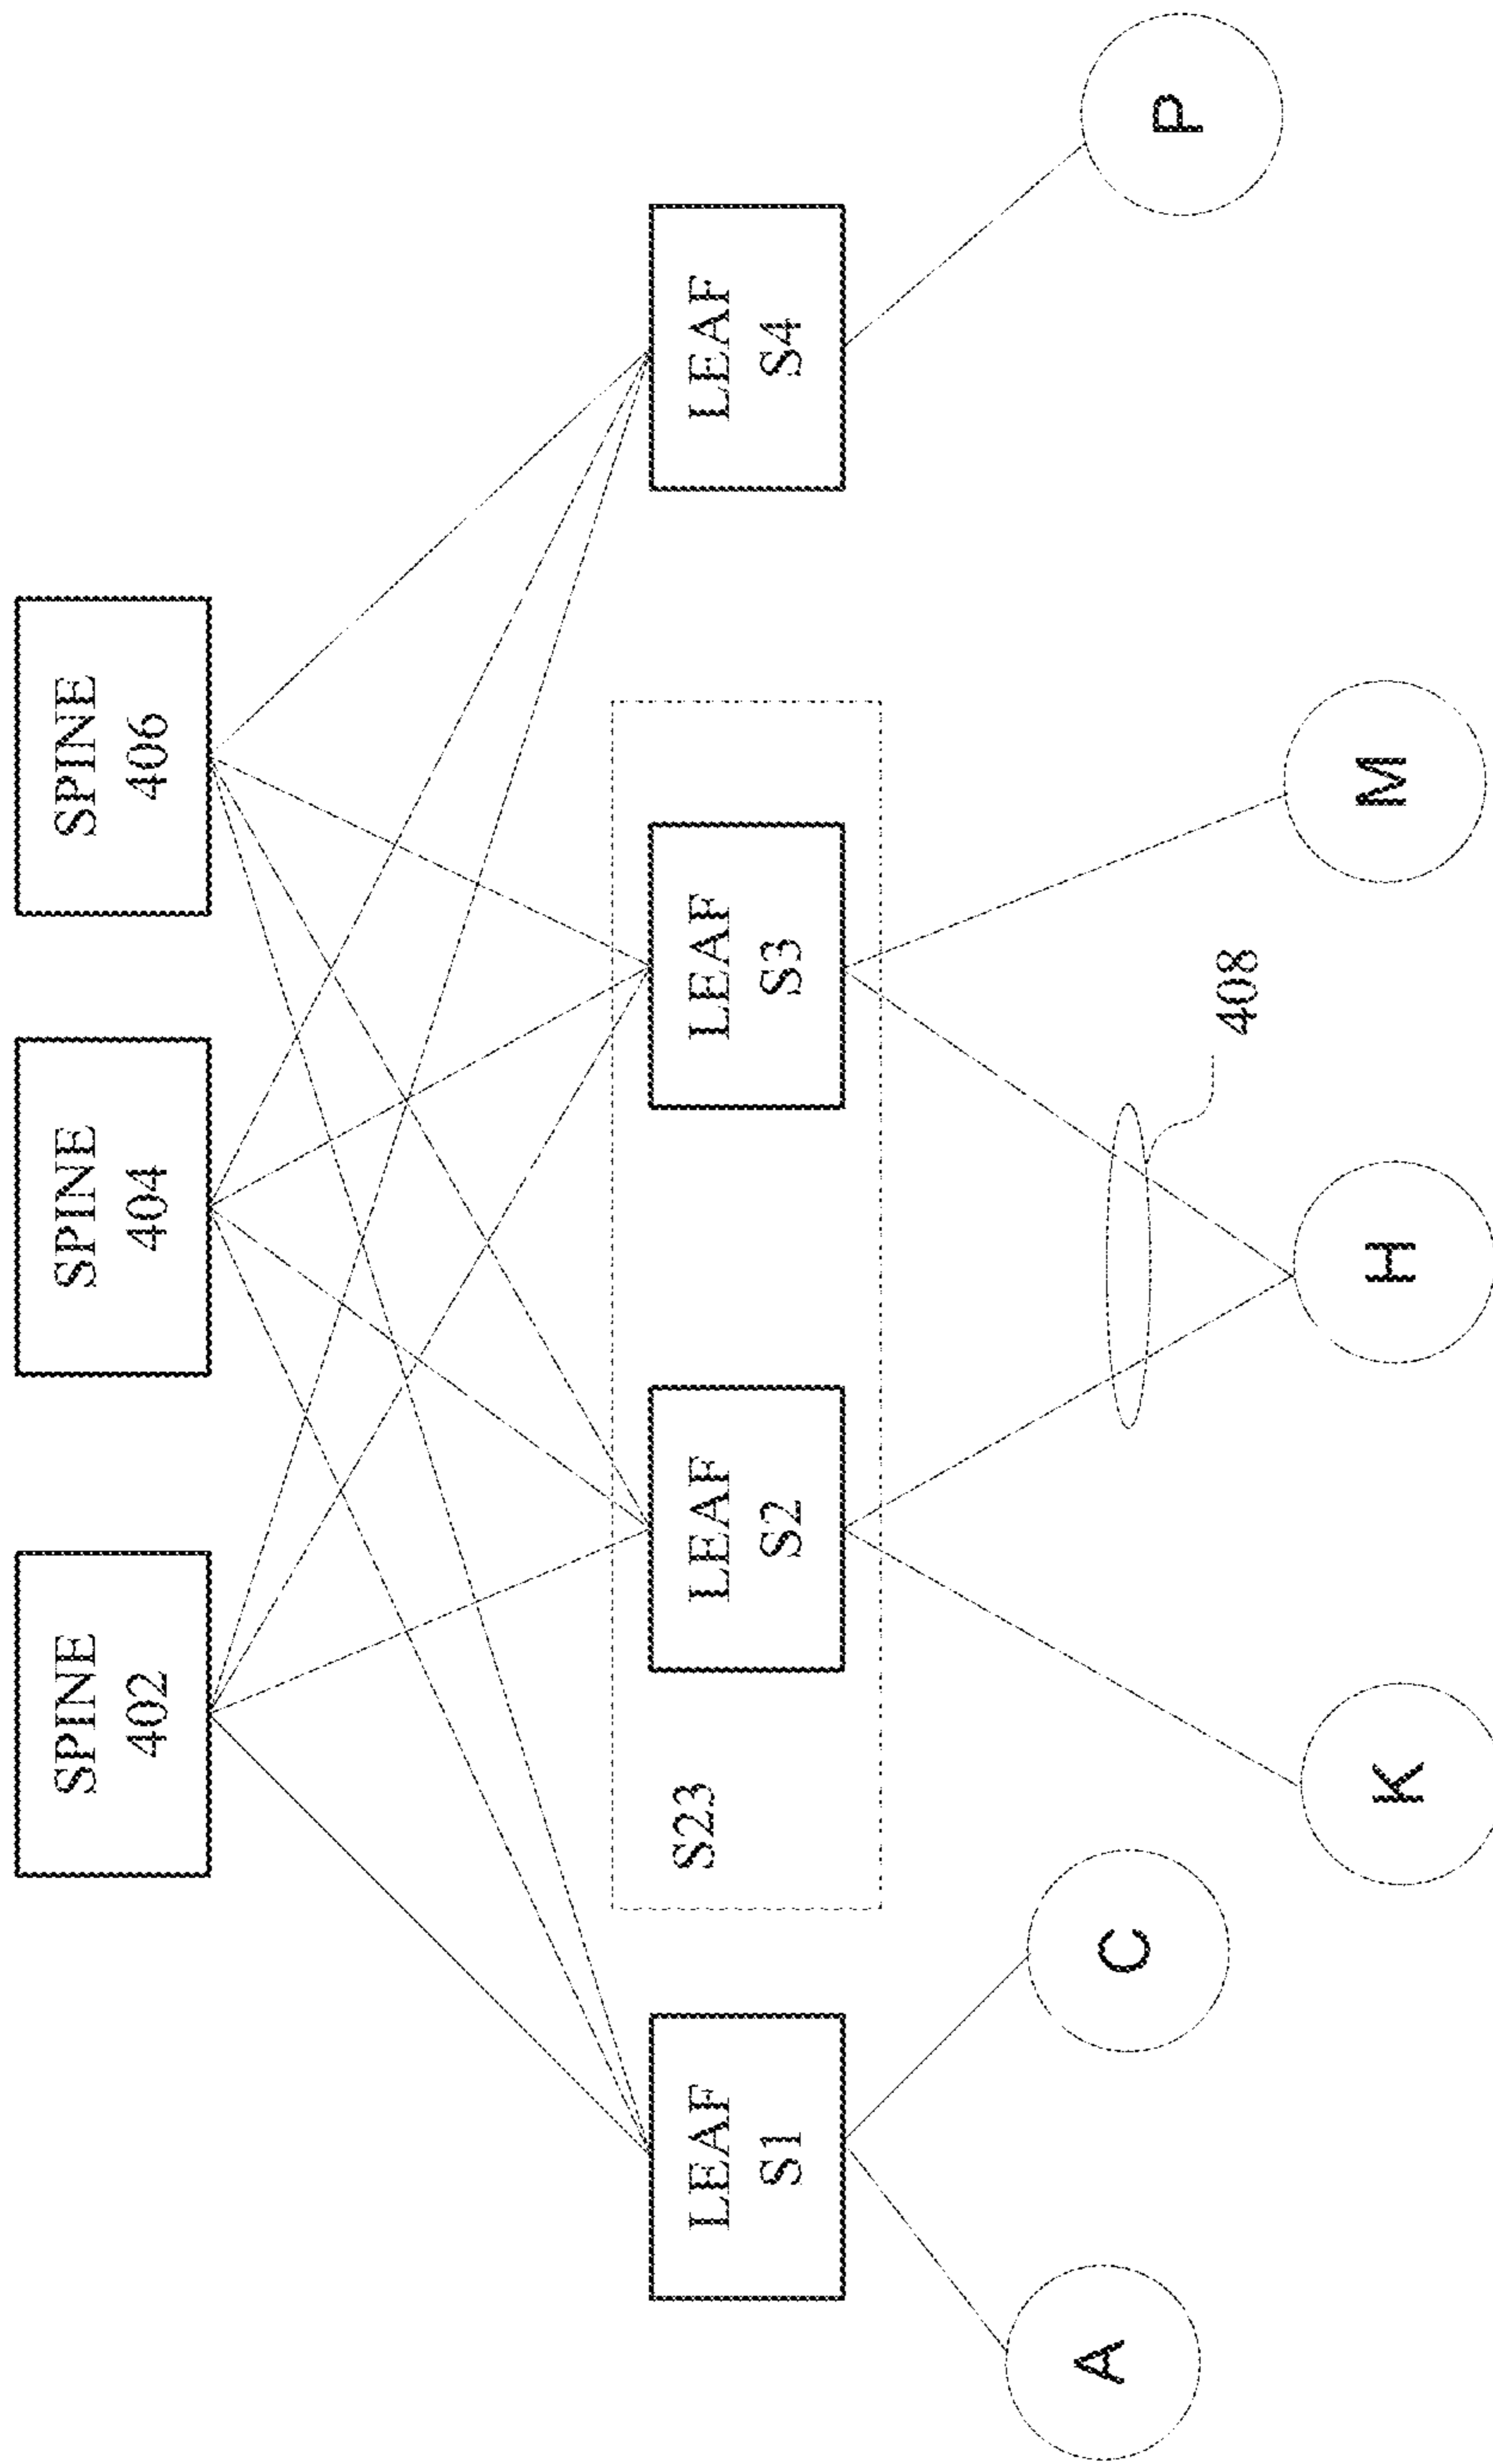 SPINE
402
SPINE
404
SPINE
406
S23
LEAF
S1
LEAF
S2
LEAF
S3
LEAF
S4
408
A
C
K
H
M
P